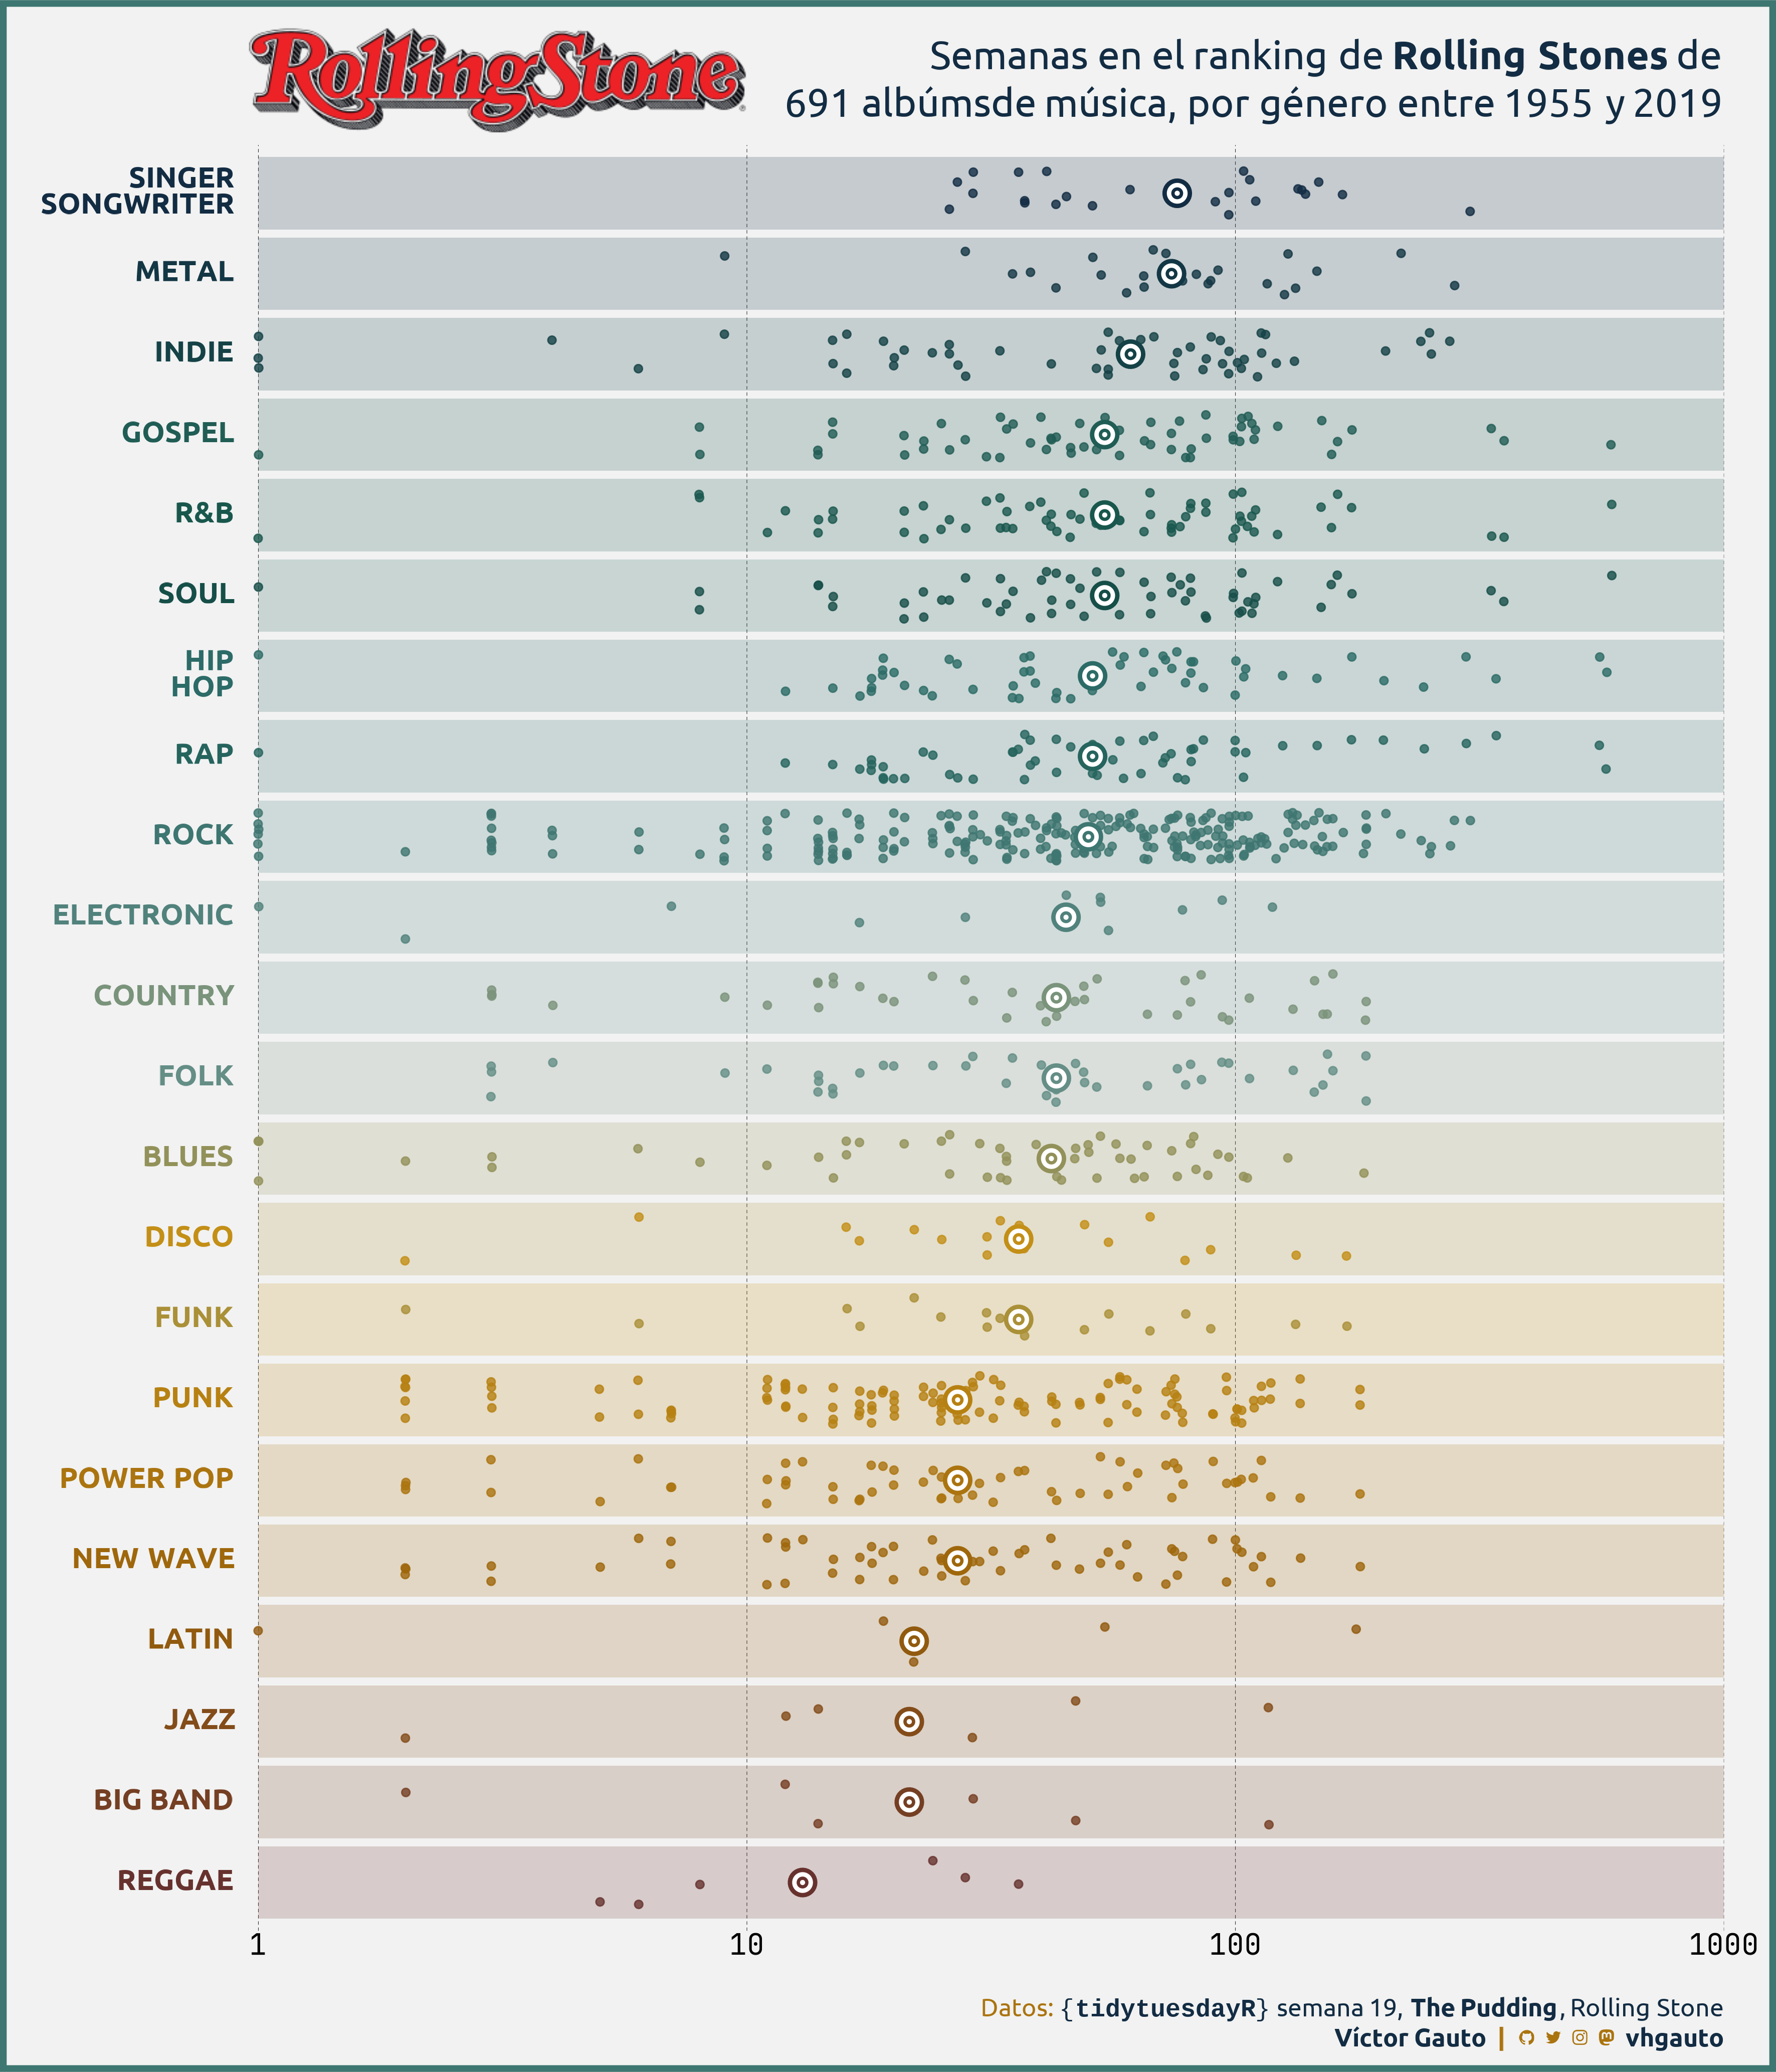 RollingStone
Semanas en el ranking de Rolling Stones de
691 albúmsde música, por género entre 1955 y 2019
SINGER
SONGWRITER
METAL
INDIE
GOSPEL
R&B
SOUL
HIP
HOP
RAP
ROCK
ELECTRONIC
COUNTRY
FOLK
BLUES
DISCO
FUNK
PUNK
POWER POP
NEW WAVE
LATIN
JAZZ
BIG BAND
REGGAE
1 10 100 1000
Datos: {tidytuesdayR} semana 19, The Pudding, Rolling Stone
Víctor Gauto | vhgauto